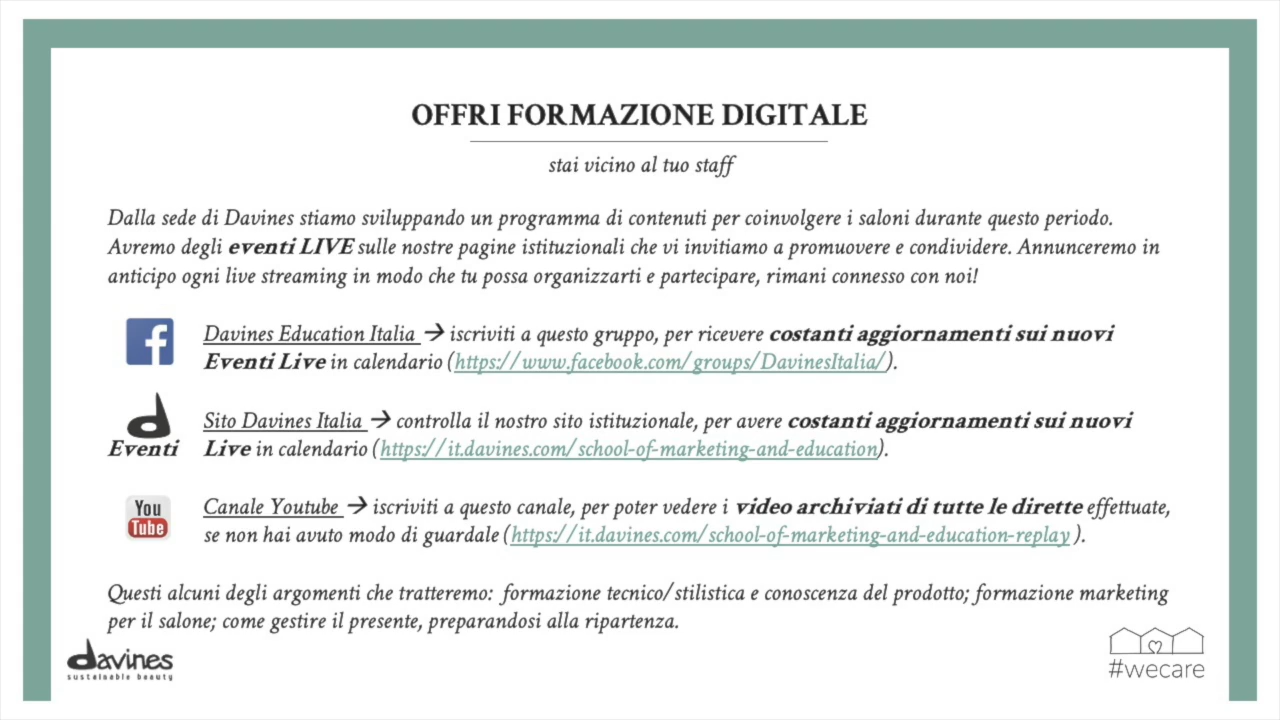 OFFRI FORMAZIONE DIGITALE
stai vicino al tuo staff
Dalla sede di Davines stiamo sviluppando un programma di contenuti per coinvolgere i saloni durante questo periodo.
Avremo degli eventi LIVE sulle nostre pagine istituzionali che vi invitiamo a promuovere e condividere. Annunceremo in
anticipo ogni live streaming in modo che tu possa organizzarti e partecipare, rimani connesso con noi!
f
Davines Education Italia → iscriviti a questo gruppo, per ricevere costanti aggiornamenti sui nuovi
Eventi Live in calendario (https://www.facebook.com/groups/DavinesItalia/).
d
Eventi
Sito Davines Italia → controlla il nostro sito istituzionale, per avere costanti aggiornamenti sui nuovi
Live in calendario (https://it.davines.com/school-of-marketing-and-education).
You
Tube
Canale Youtube → iscriviti a questo canale, per poter vedere i video archiviati di tutte le dirette effettuate,
se non hai avuto modo di guardale (https://it.davines.com/school-of-marketing-and-education-replay ).
Questi alcuni degli argomenti che tratteremo: formazione tecnico/stilistica e conoscenza del prodotto; formazione marketing
per il salone; come gestire il presente, preparandosi alla ripartenza.
davines
sustainable beauty
#wecare